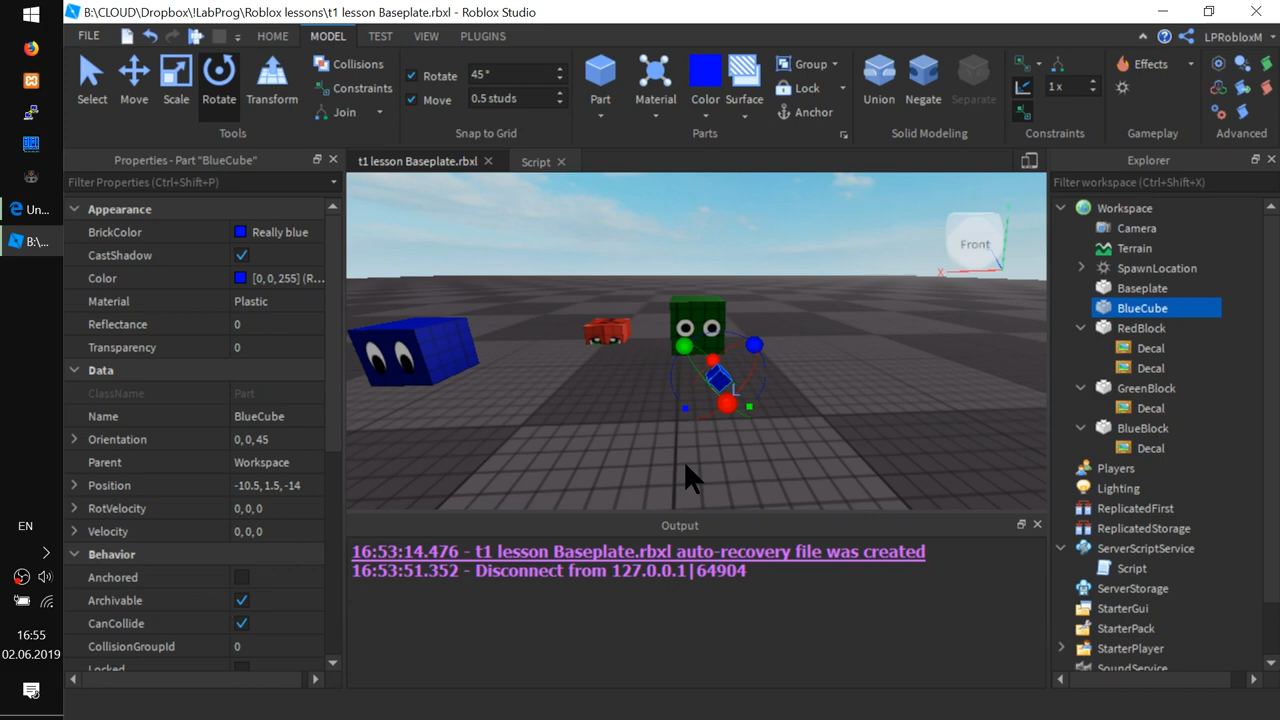 B:\CLOUD\Dropbox\!LabProg\Roblox lessons\t1 lesson Baseplate.rbxl - Roblox Studio
FILE HOME MODEL TEST VIEW PLUGINS LPRobloxM
Select Move Scale Rotate Transform
Tools
Collisions
Constraints
Join
Rotate 45°
Move 0.5 studs
Snap to Grid
Part Material Color Surface
Group
Lock
Anchor
Parts
Union Negate Separate
Solid Modeling
1 x
Constraints
Effects
Gameplay
Advanced
Properties - Part "BlueCube"
Filter Properties (Ctrl+Shift+P)
Appearance
BrickColor Really blue
CastShadow
Color [0, 0, 255] (R...
Material Plastic
Reflectance 0
Transparency 0
Data
ClassName Part
Name BlueCube
Orientation 0, 0, 45
Parent Workspace
Position -10.5, 1.5, -14
RotVelocity 0, 0, 0
Velocity 0, 0, 0
Behavior
Anchored
Archivable
CanCollide
CollisionGroupId 0
Locked
t1 lesson Baseplate.rbxl Script
Front
X
L
Output
16:53:14.476 - t1 lesson Baseplate.rbxl auto-recovery file was created
16:53:51.352 - Disconnect from 127.0.0.1|64904
Explorer
Filter workspace (Ctrl+Shift+X)
Workspace
Camera
Terrain
SpawnLocation
Baseplate
BlueCube
RedBlock
Decal
Decal
GreenBlock
Decal
BlueBlock
Decal
Players
Lighting
ReplicatedFirst
ReplicatedStorage
ServerScriptService
Script
ServerStorage
StarterGui
StarterPack
StarterPlayer
SoundService
Un...
B:\...
EN
16:55
02.06.2019